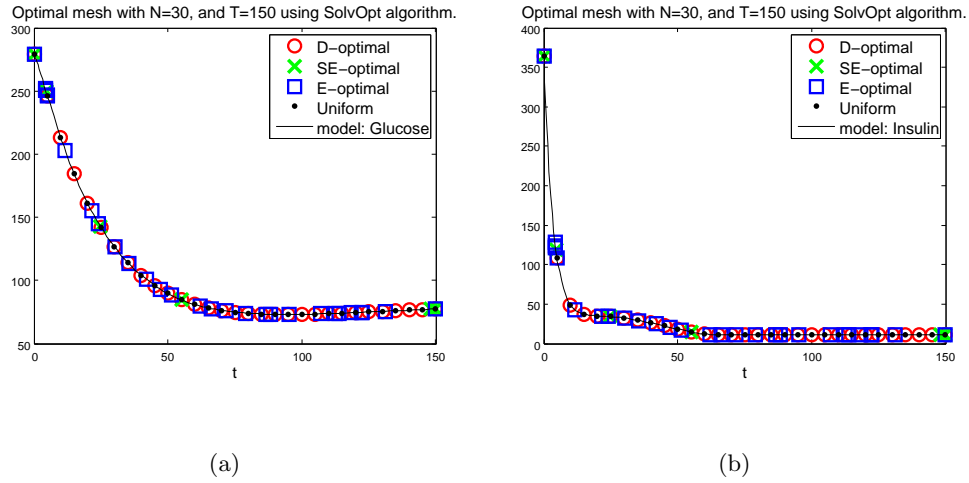 Optimal mesh with N=30, and T=150 using SolvOpt algorithm.
300
250
200
150
100
50
0
50
100
150
t
D-optimal
SE-optimal
E-optimal
Uniform
model: Glucose
(a)
Optimal mesh with N=30, and T=150 using SolvOpt algorithm.
400
350
300
250
200
150
100
50
0
0
50
100
150
t
D-optimal
SE-optimal
E-optimal
Uniform
model: Insulin
(b)